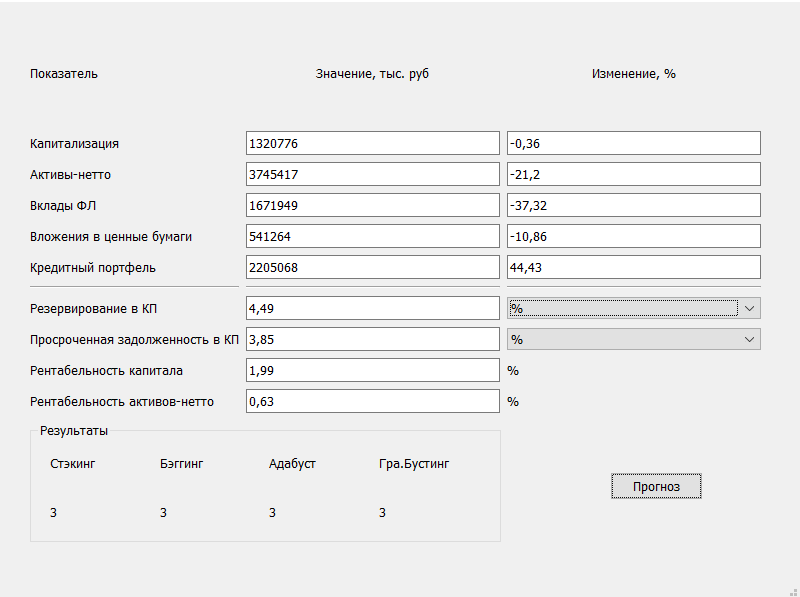 Показатель Значение, тыс. руб Изменение, %
Капитализация 1320776 -0,36
Активы-нетто 3745417 -21,2
Вклады ФЛ 1671949 -37,32
Вложения в ценные бумаги 541264 -10,86
Кредитный портфель 2205068 44,43
Резервирование в КП 4,49 %
Просроченная задолженность в КП 3,85 %
Рентабельность капитала 1,99 %
Рентабельность активов-нетто 0,63 %
Результаты
Стэкинг Бэггинг Адабуст Гра.Бустинг
3 3 3 3
Прогноз